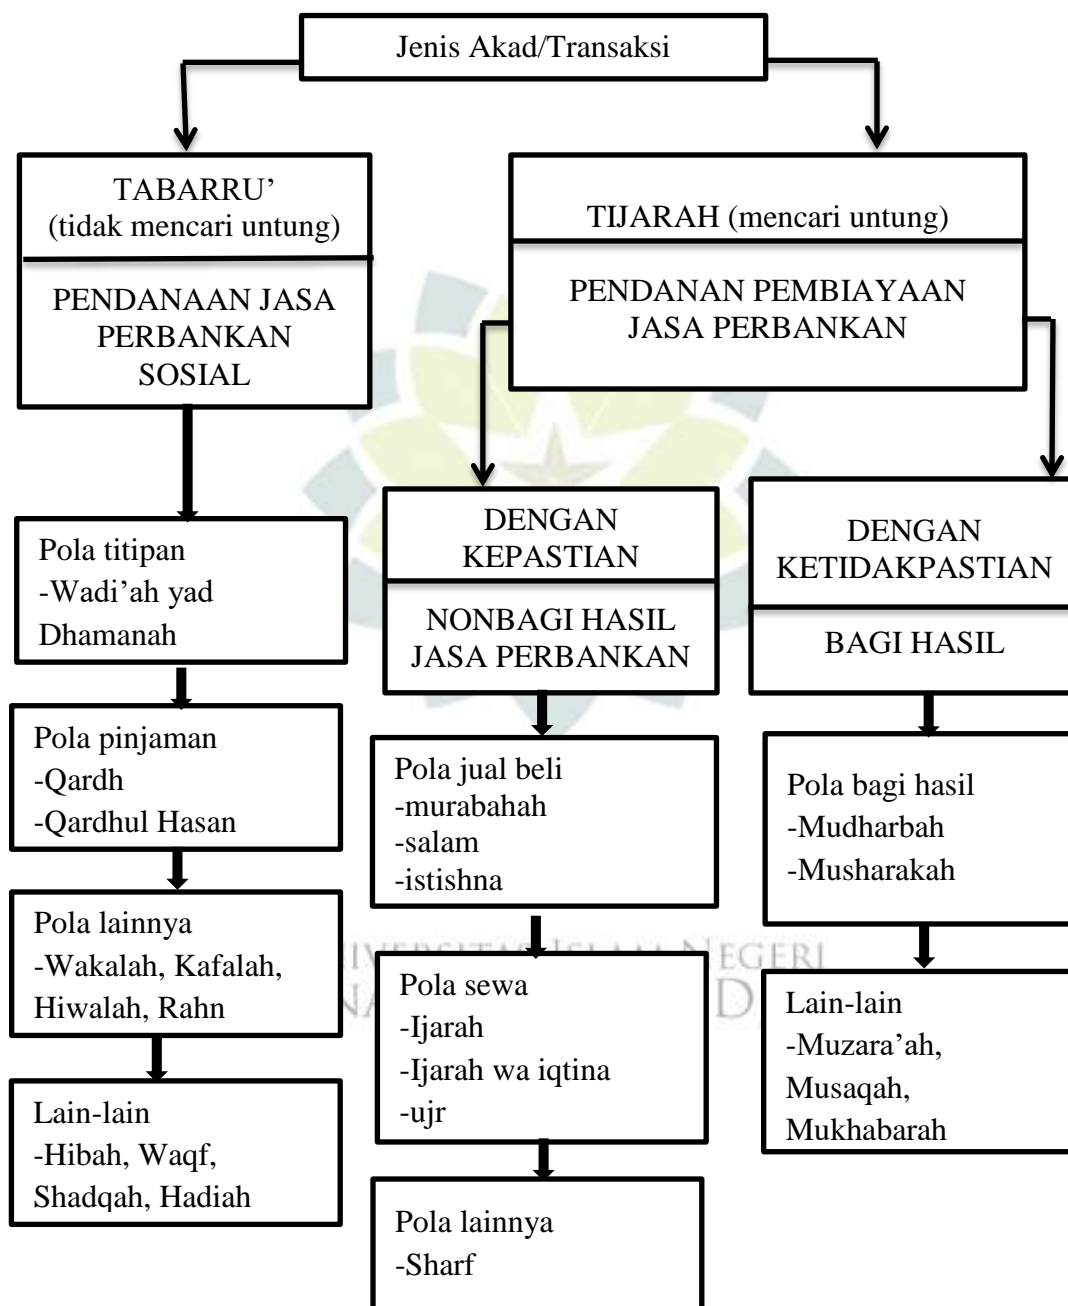 Jenis Akad/Transaksi
TABARRU’
(tidak mencari untung)
PENDANAAN JASA
PERBANKAN
SOSIAL
TIJARAH (mencari untung)
PENDANAN PEMBIAYAAN
JASA PERBANKAN
Pola titipan
-Wadi’ah yad
Dhamanah
Pola pinjaman
-Qardh
-Qardhul Hasan
Pola lainnya
-Wakalah, Kafalah,
Hiwalah, Rahn
Lain-lain
-Hibah, Waqf,
Shadqah, Hadiah
DENGAN
KEPASTIAN
NONBAGI HASIL
JASA PERBANKAN
Pola jual beli
-murabahah
-salam
-istishna
Pola sewa
-Ijarah
-Ijarah wa iqtina
-ujr
Pola lainnya
-Sharf
DENGAN
KETIDAKPASTIAN
BAGI HASIL
Pola bagi hasil
-Mudharbah
-Musharakah
Lain-lain
-Muzara’ah,
Musaqah,
Mukhabarah
ISLAM NEGERI